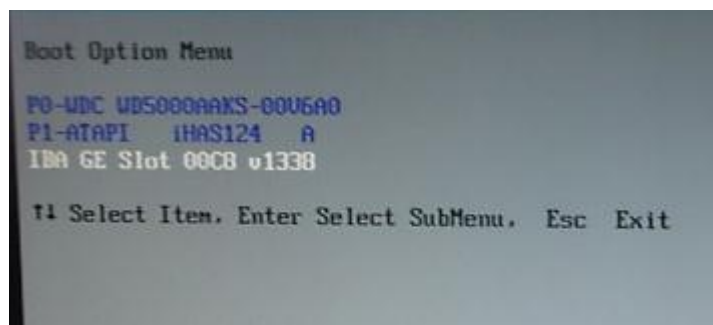 Boot Option Menu
P0-WDC WD5000AAKS-00V6A0
P1-ATAPI iHAS124 A
IBA GE Slot 00C8 v1338
↑↓ Select Item. Enter Select SubMenu. Esc Exit